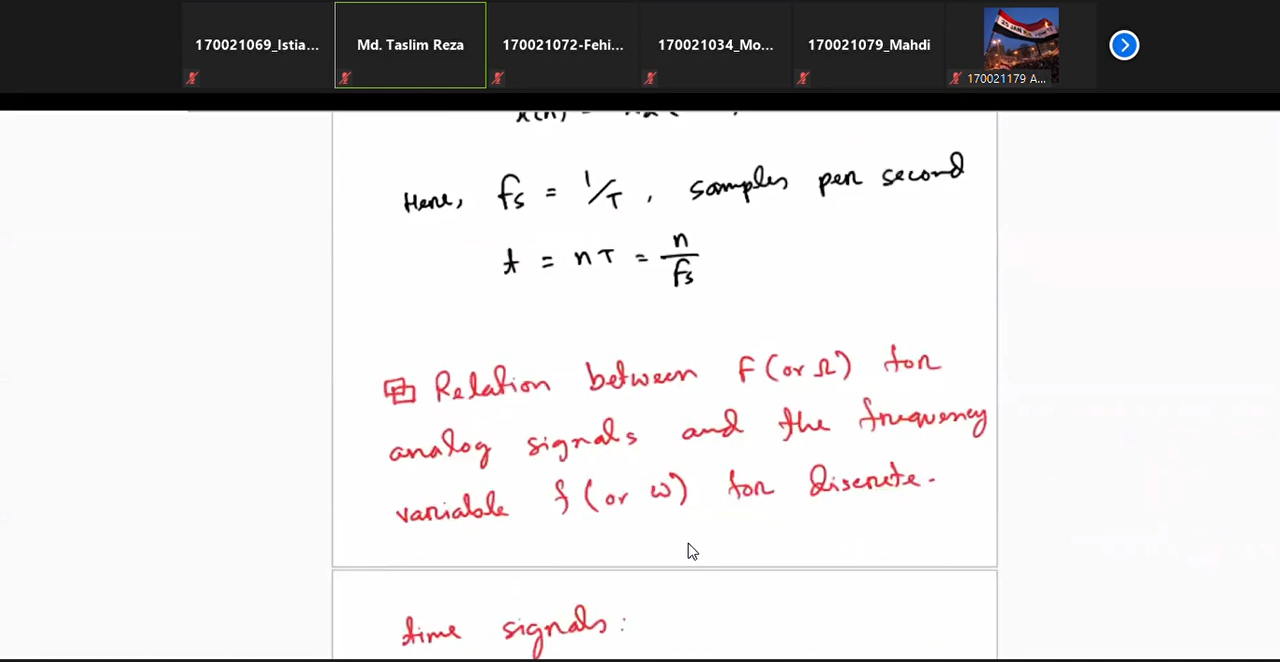 170021069_Istia...
Md. Taslim Reza
170021072-Fehi...
170021034_Mo...
170021079_Mahdi
170021179 A...
Here, fs = 1/T, samples per second
t = nT = n/fs
Relation between F (or Ω) for
analog signals and the frequency
variable f (or ω) for Discrete-
time signals: